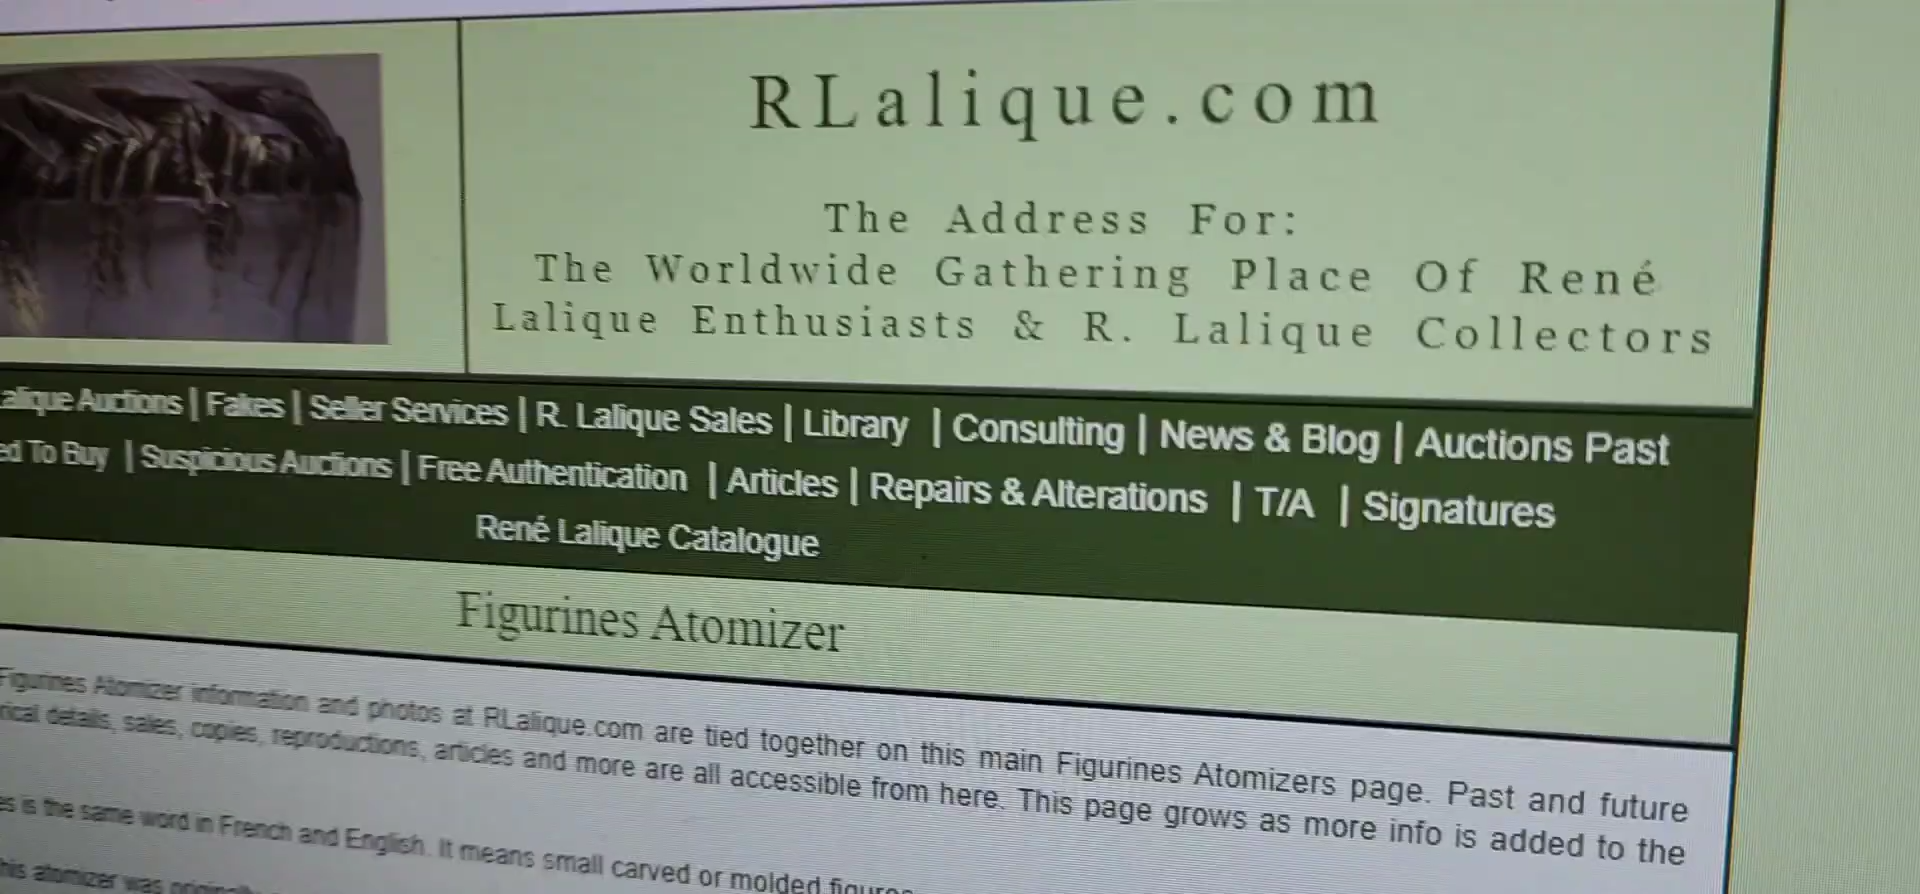 RLalique.com
The Address For:
The Worldwide Gathering Place Of René
Lalique Enthusiasts & R. Lalique Collectors
Auctions | Fakes | Seller Services | R. Lalique Sales | Library | Consulting | News & Blog | Auctions Past
To Buy | Suspicious Auctions | Free Authentication | Articles | Repairs & Alterations | T/A | Signatures
René Lalique Catalogue
Figurines Atomizer
Figurines Atomizer information and photos at RLalique.com are tied together on this main Figurines Atomizers page. Past and future
details, sales, copies, reproductions, articles and more are all accessible from here. This page grows as more info is added to the
is the same word in French and English. It means small carved or molded figures
this atomizer was